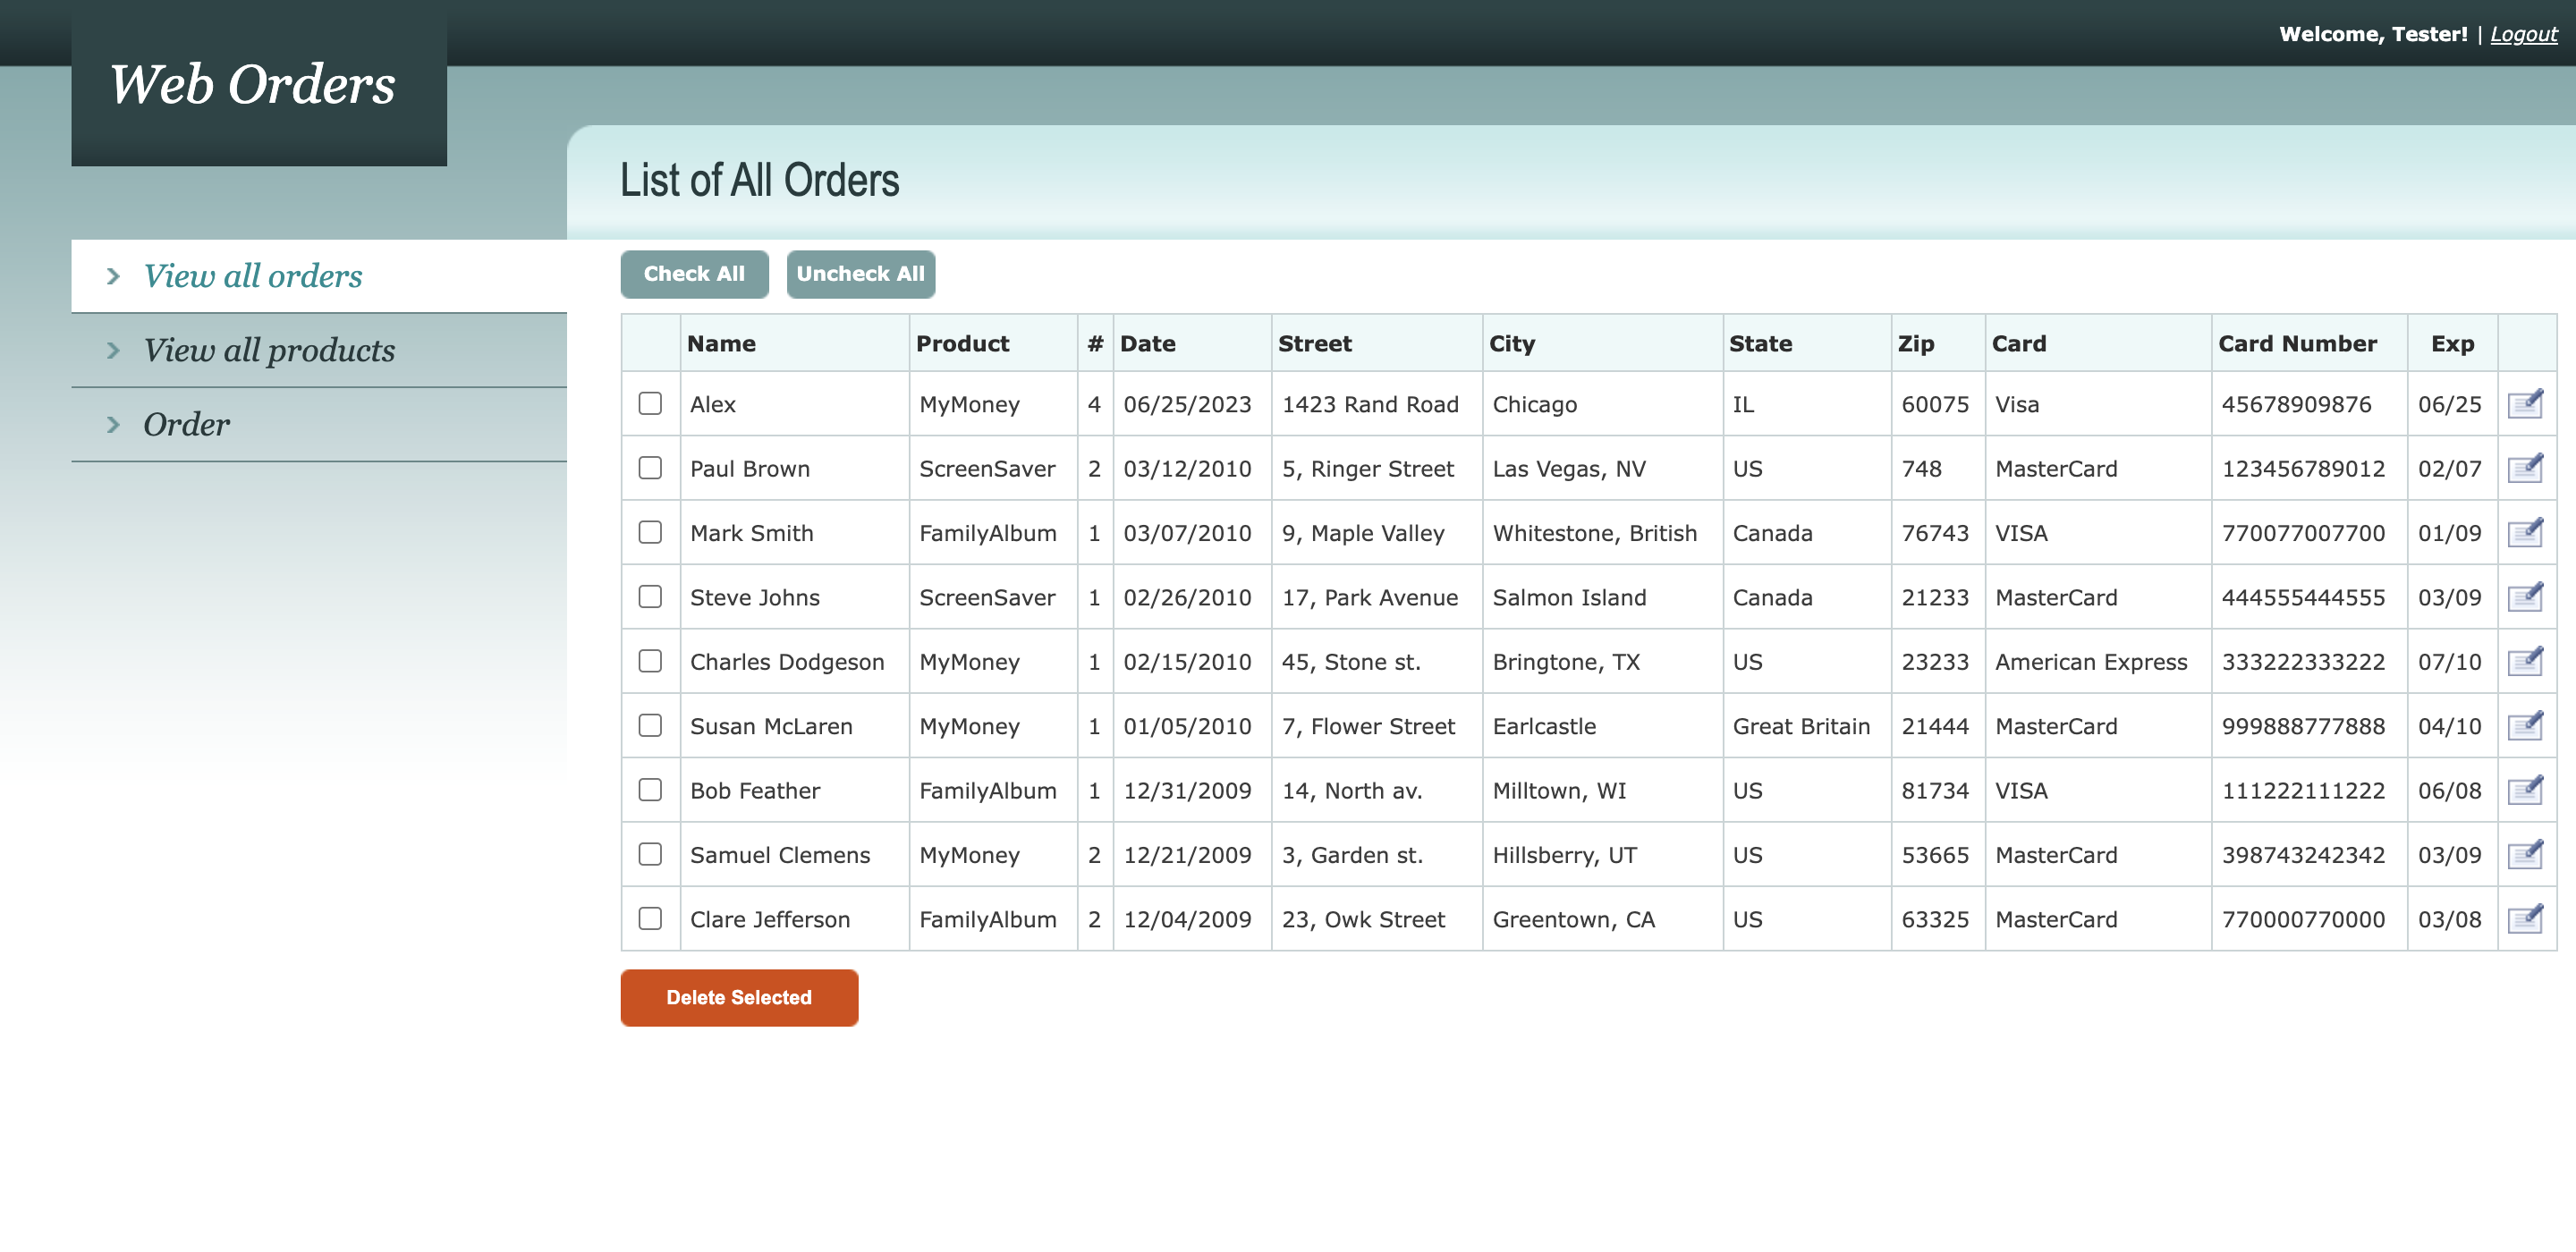 Welcome, Tester! | Logout
Web Orders
List of All Orders
View all orders
View all products
Order
Check All Uncheck All
Name Product # Date Street City State Zip Card Card Number Exp
Alex MyMoney 4 06/25/2023 1423 Rand Road Chicago IL 60075 Visa 45678909876 06/25
Paul Brown ScreenSaver 2 03/12/2010 5, Ringer Street Las Vegas, NV US 748 MasterCard 123456789012 02/07
Mark Smith FamilyAlbum 1 03/07/2010 9, Maple Valley Whitestone, British Canada 76743 VISA 770077007700 01/09
Steve Johns ScreenSaver 1 02/26/2010 17, Park Avenue Salmon Island Canada 21233 MasterCard 444555444555 03/09
Charles Dodgeson MyMoney 1 02/15/2010 45, Stone st. Bringtone, TX US 23233 American Express 333222333222 07/10
Susan McLaren MyMoney 1 01/05/2010 7, Flower Street Earlcastle Great Britain 21444 MasterCard 999888777888 04/10
Bob Feather FamilyAlbum 1 12/31/2009 14, North av. Milltown, WI US 81734 VISA 111222111222 06/08
Samuel Clemens MyMoney 2 12/21/2009 3, Garden st. Hillsberry, UT US 53665 MasterCard 398743242342 03/09
Clare Jefferson FamilyAlbum 2 12/04/2009 23, Owk Street Greentown, CA US 63325 MasterCard 770000770000 03/08
Delete Selected